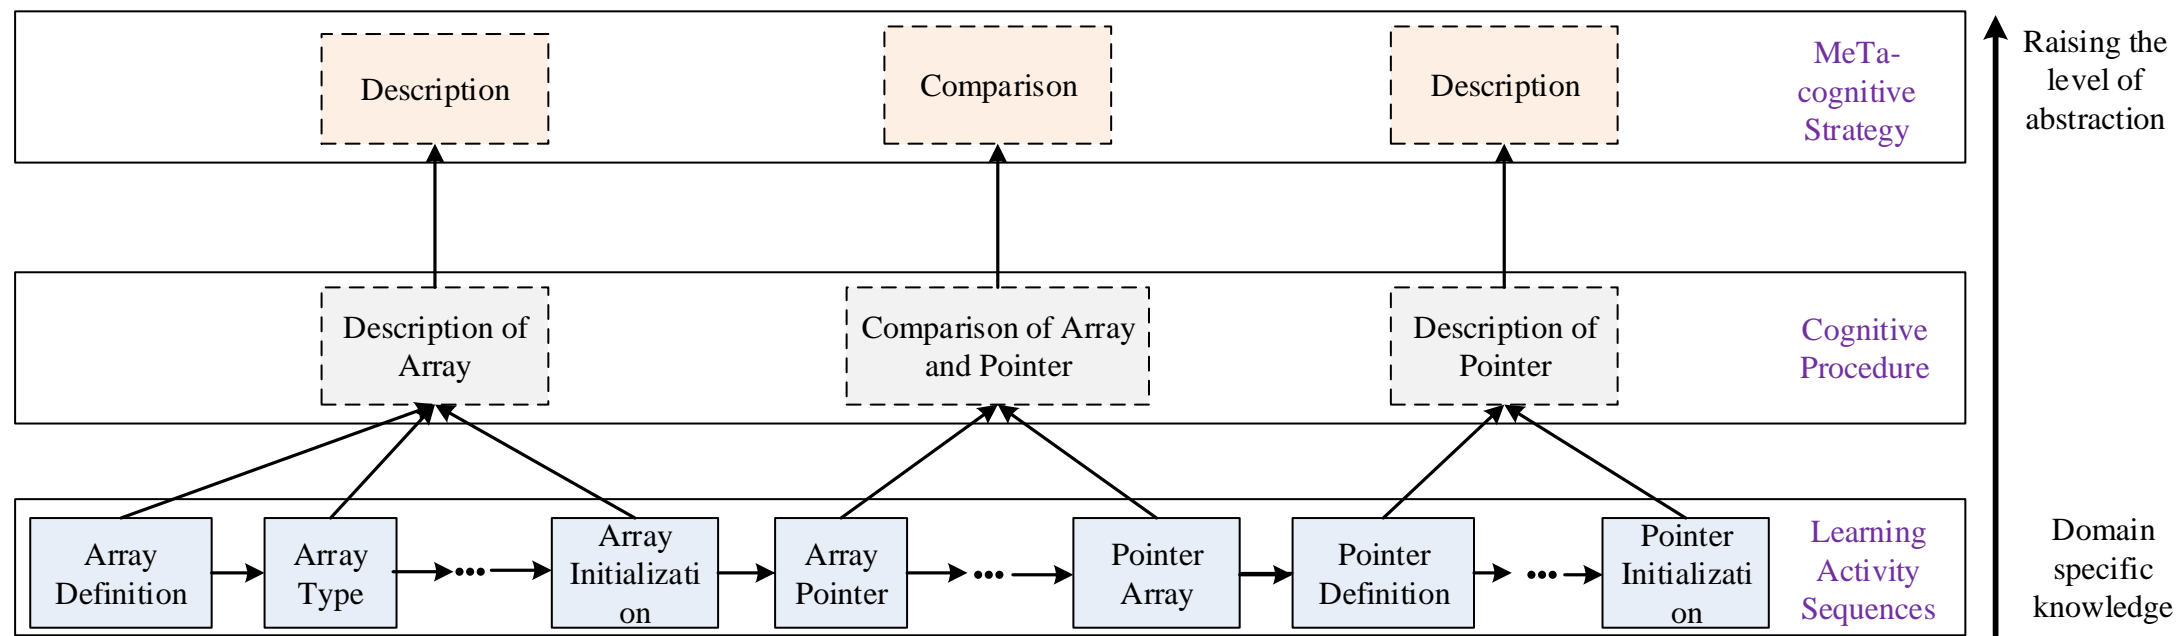 Description
Comparison
Description
MeTa-
cognitive
Strategy
Raising the
level of
abstraction
Description of
Array
Comparison of Array
and Pointer
Description of
Pointer
Cognitive
Procedure
Array
Definition
Array
Type
•••
Array
Initializati
on
Array
Pointer
•••
Pointer
Array
Pointer
Definition
•••
Pointer
Initializati
on
Learning
Activity
Sequences
Domain
specific
knowledge